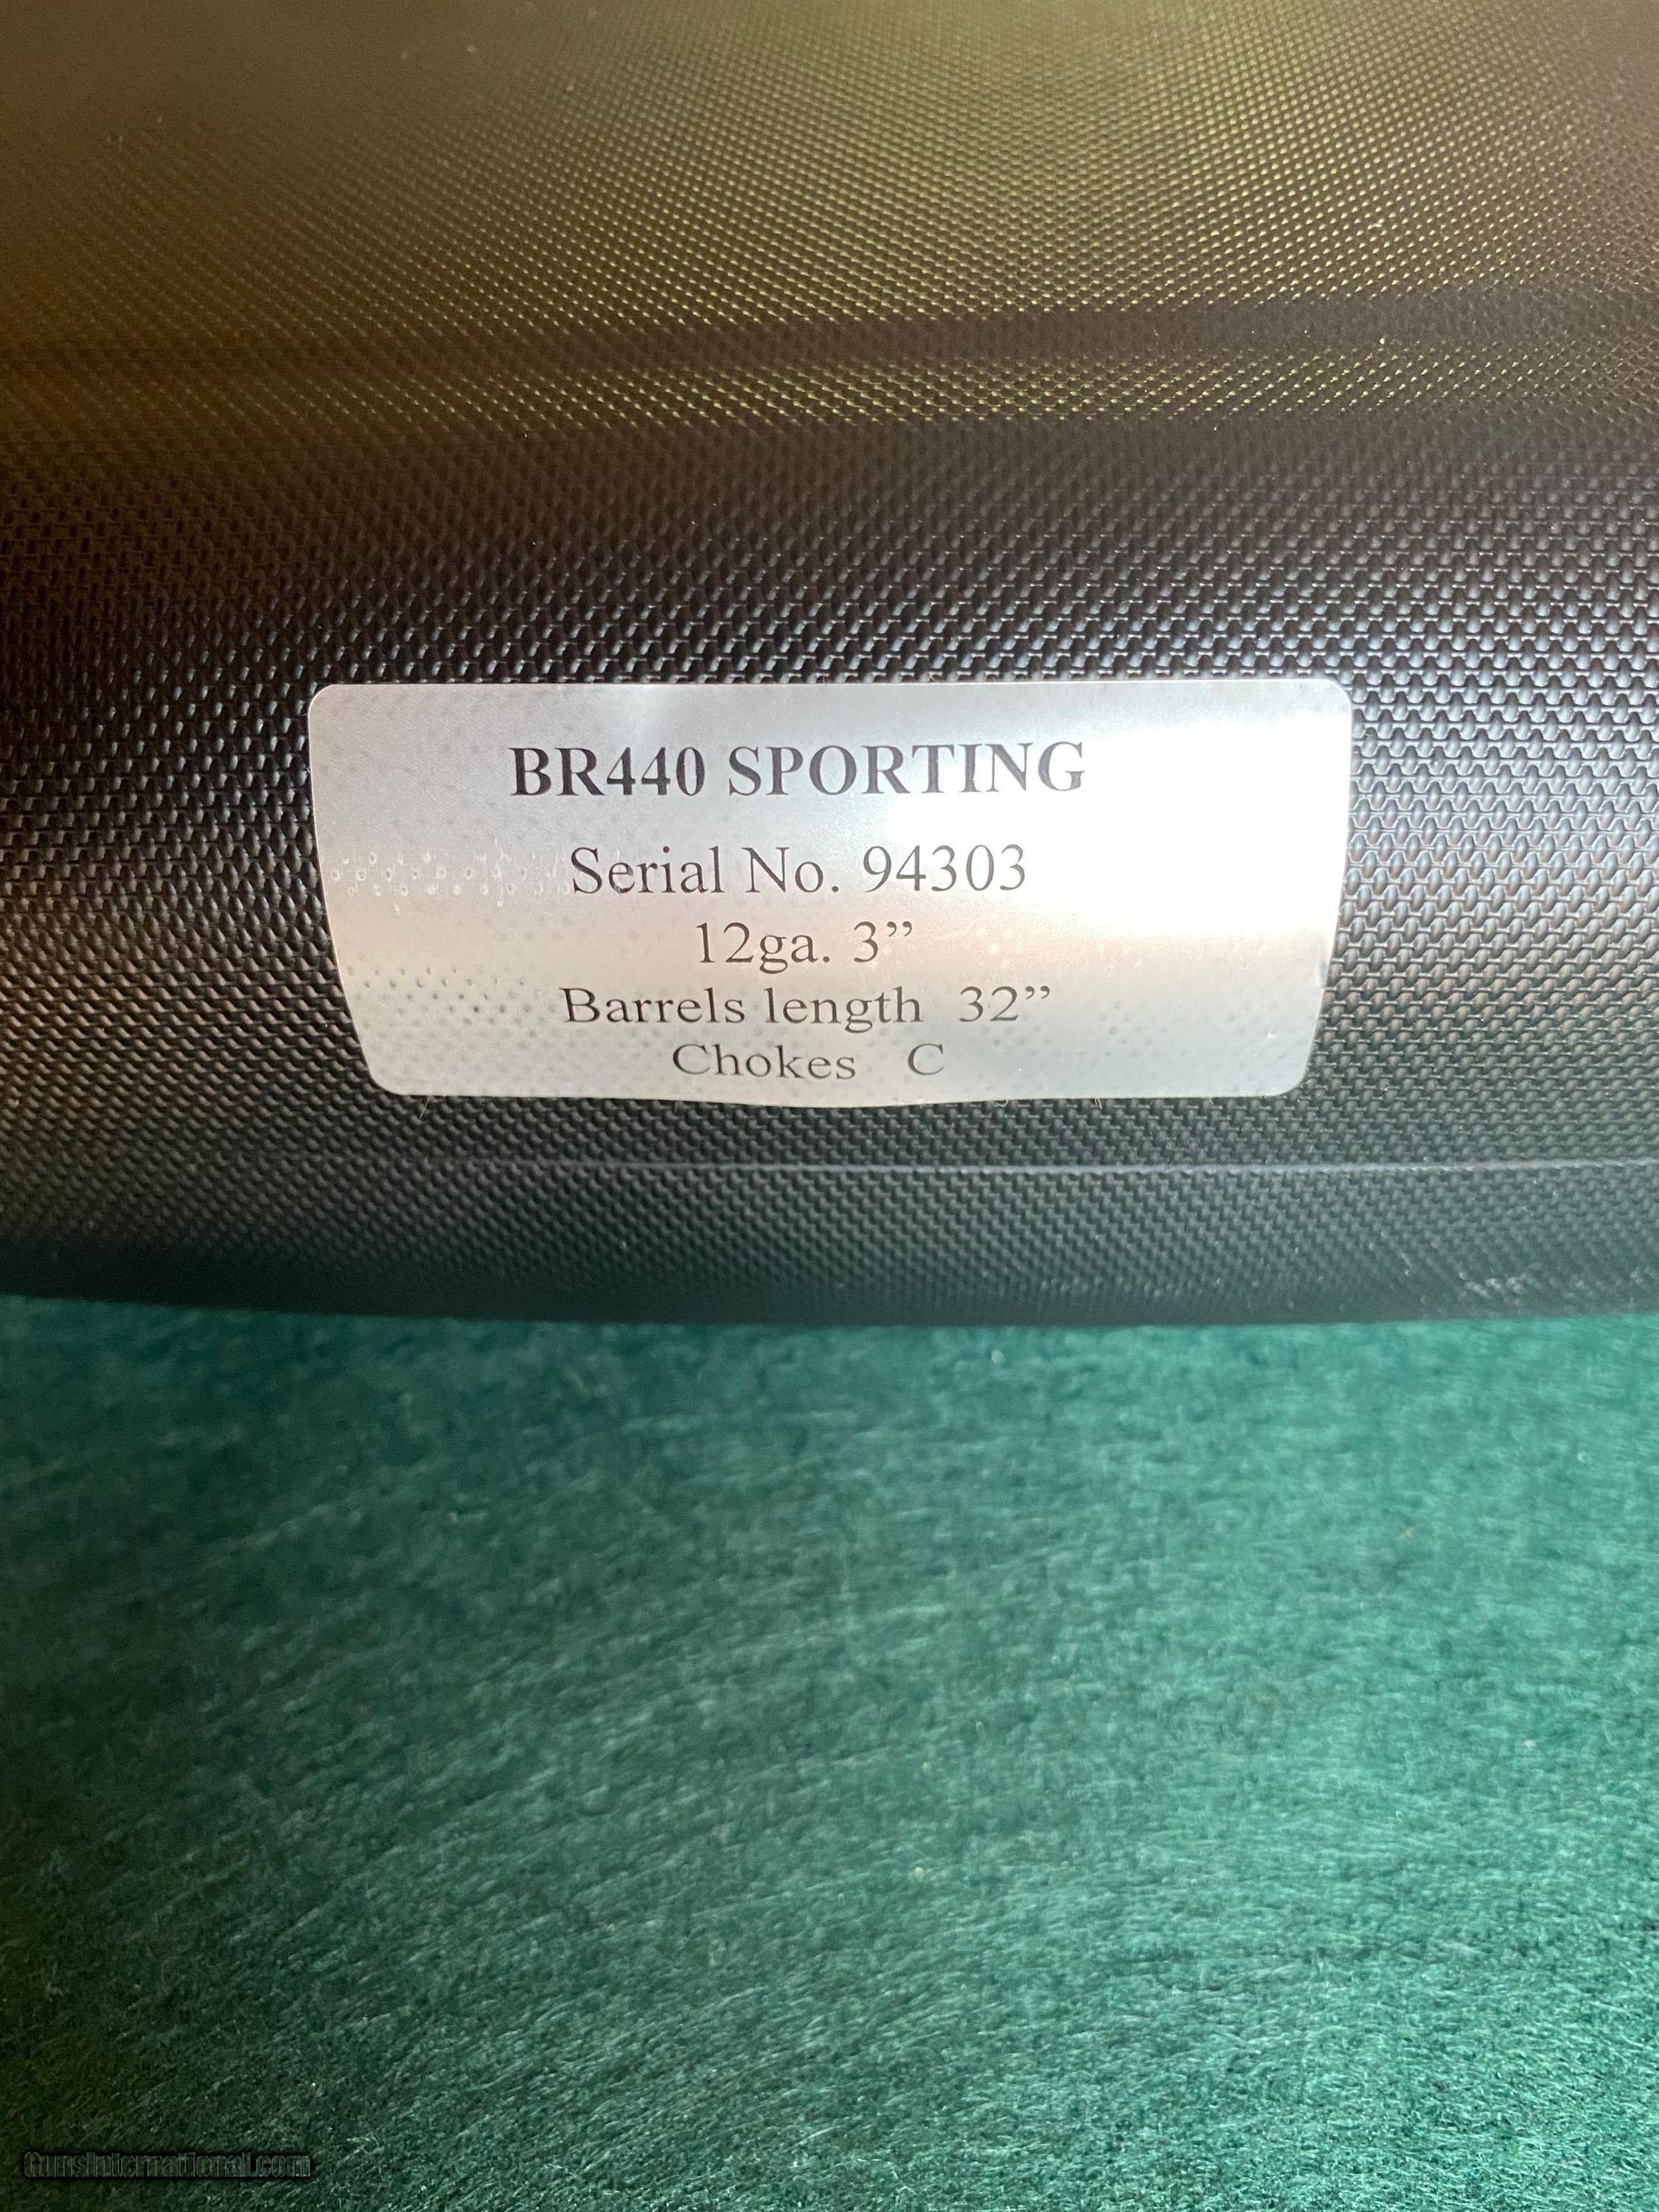 BR440 SPORTING
Serial No. 94303
12ga. 3”
Barrels length 32”
Chokes C
GunsInternational.com